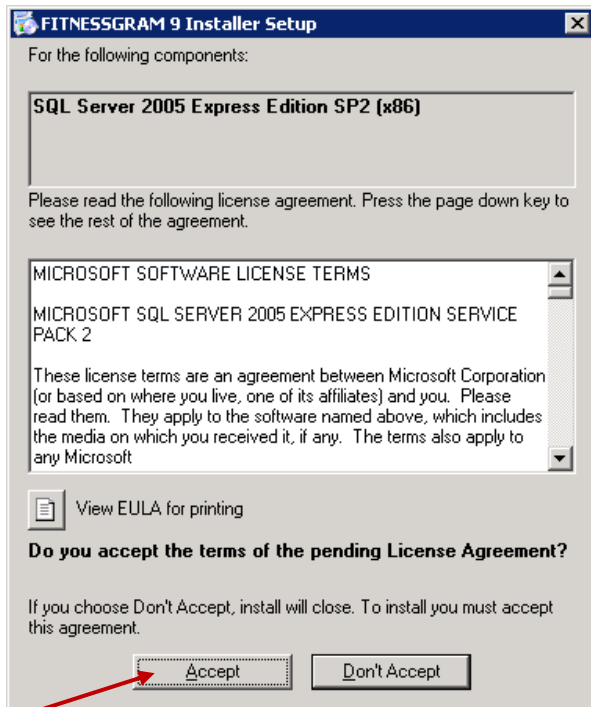 FITNESSGRAM 9 Installer Setup
For the following components:
SQL Server 2005 Express Edition SP2 (x86)
Please read the following license agreement. Press the page down key to
see the rest of the agreement.
MICROSOFT SOFTWARE LICENSE TERMS
MICROSOFT SQL SERVER 2005 EXPRESS EDITION SERVICE
PACK 2
These license terms are an agreement between Microsoft Corporation
(or based on where you live, one of its affiliates) and you.  Please
read them.  They apply to the software named above, which includes
the media on which you received it, if any.  The terms also apply to
any Microsoft
View EULA for printing
Do you accept the terms of the pending License Agreement?
If you choose Don't Accept, install will close. To install you must accept
this agreement.
Accept
Don't Accept